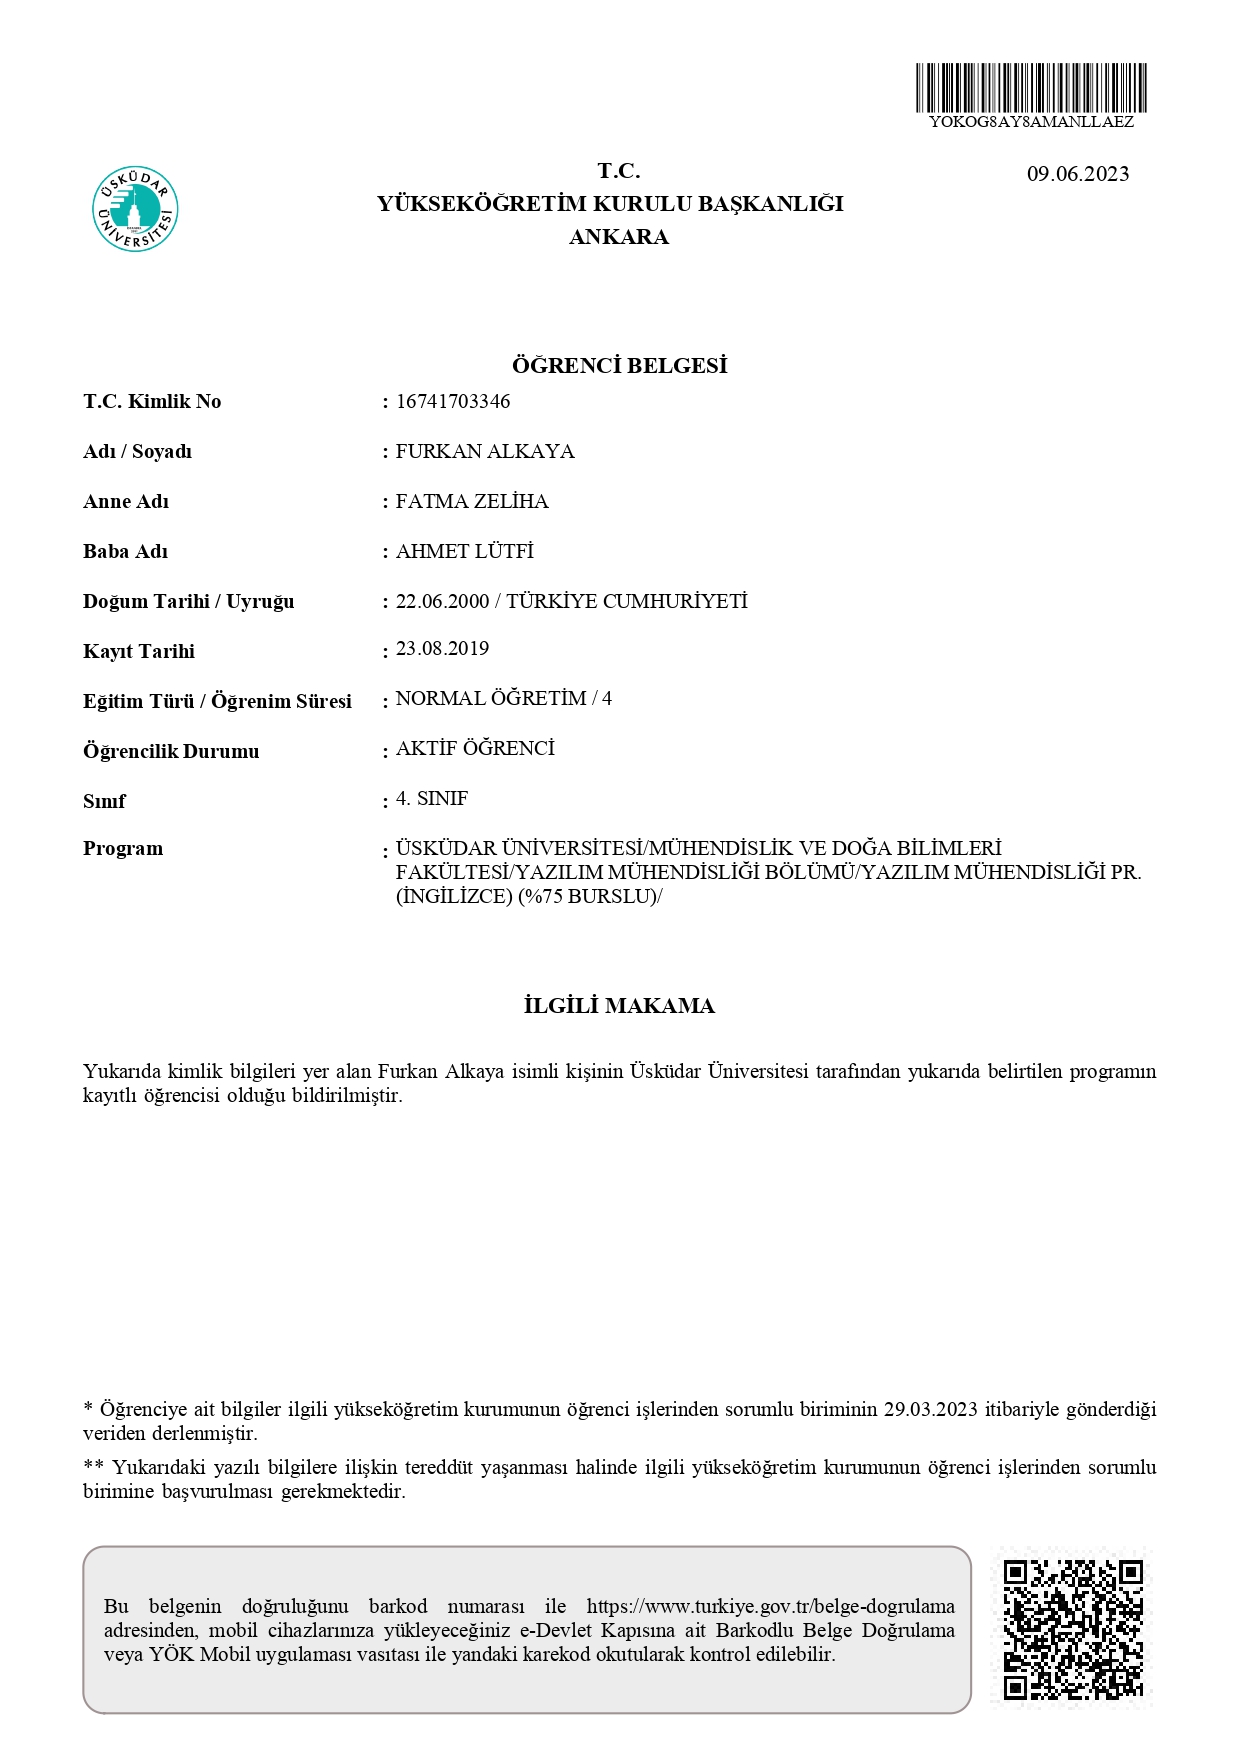 YOKOG8AY8AMANLLAEZ
T.C.
09.06.2023
YÜKSEKÖĞRETİM KURULU BAŞKANLIĞI
ANKARA
ÜSKÜDAR ÜNİVERSİTESİ
ÖĞRENCİ BELGESİ
T.C. Kimlik No : 16741703346
Adı / Soyadı : FURKAN ALKAYA
Anne Adı : FATMA ZELİHA
Baba Adı : AHMET LÜTFİ
Doğum Tarihi / Uyruğu : 22.06.2000 / TÜRKİYE CUMHURİYETİ
Kayıt Tarihi : 23.08.2019
Eğitim Türü / Öğrenim Süresi : NORMAL ÖĞRETİM / 4
Öğrencilik Durumu : AKTİF ÖĞRENCİ
Sınıf : 4. SINIF
Program : ÜSKÜDAR ÜNİVERSİTESİ/MÜHENDİSLİK VE DOĞA BİLİMLERİ
FAKÜLTESİ/YAZILIM MÜHENDİSLİĞİ BÖLÜMÜ/YAZILIM MÜHENDİSLİĞİ PR.
(İNGİLİZCE) (%75 BURSLU)/
İLGİLİ MAKAMA
Yukarıda kimlik bilgileri yer alan Furkan Alkaya isimli kişinin Üsküdar Üniversitesi tarafından yukarıda belirtilen programın
kayıtlı öğrencisi olduğu bildirilmiştir.
* Öğrenciye ait bilgiler ilgili yükseköğretim kurumunun öğrenci işlerinden sorumlu biriminin 29.03.2023 itibariyle gönderdiği
veriden derlenmiştir.
** Yukarıdaki yazılı bilgilere ilişkin tereddüt yaşanması halinde ilgili yükseköğretim kurumunun öğrenci işlerinden sorumlu
birimine başvurulması gerekmektedir.
Bu belgenin doğruluğunu barkod numarası ile https://www.turkiye.gov.tr/belge-dogrulama
adresinden, mobil cihazlarınıza yükleyeceğiniz e-Devlet Kapısına ait Barkodlu Belge Doğrulama
veya YÖK Mobil uygulaması vasıtası ile yandaki karekod okutularak kontrol edilebilir.